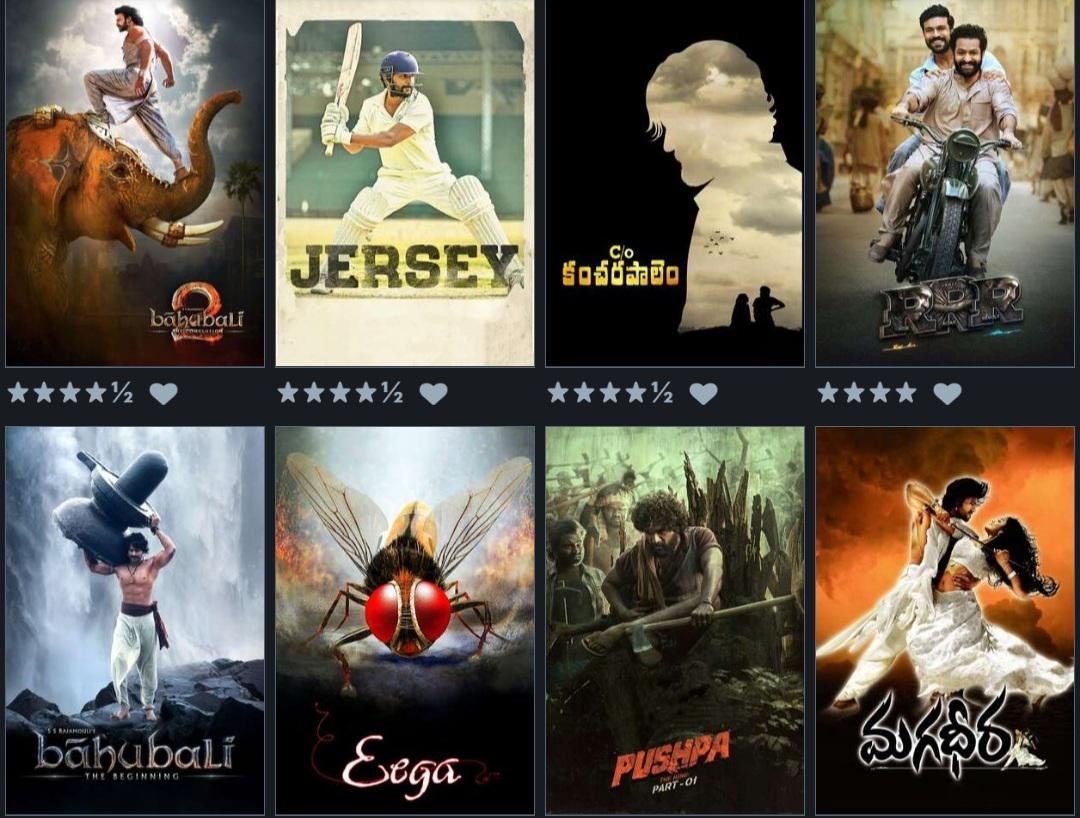 2
bāhubali
THE CONCLUSION
JERSEY
C/o
కంచరపాలెం
RRR
★★★★½ ♥
★★★★½ ♥
★★★★½ ♥
★★★★ ♥
S S RAJAMOULI'S
bāhubali
THE BEGINNING
Eega
PUSHPA
THE RISE
PART-01
మగధీర